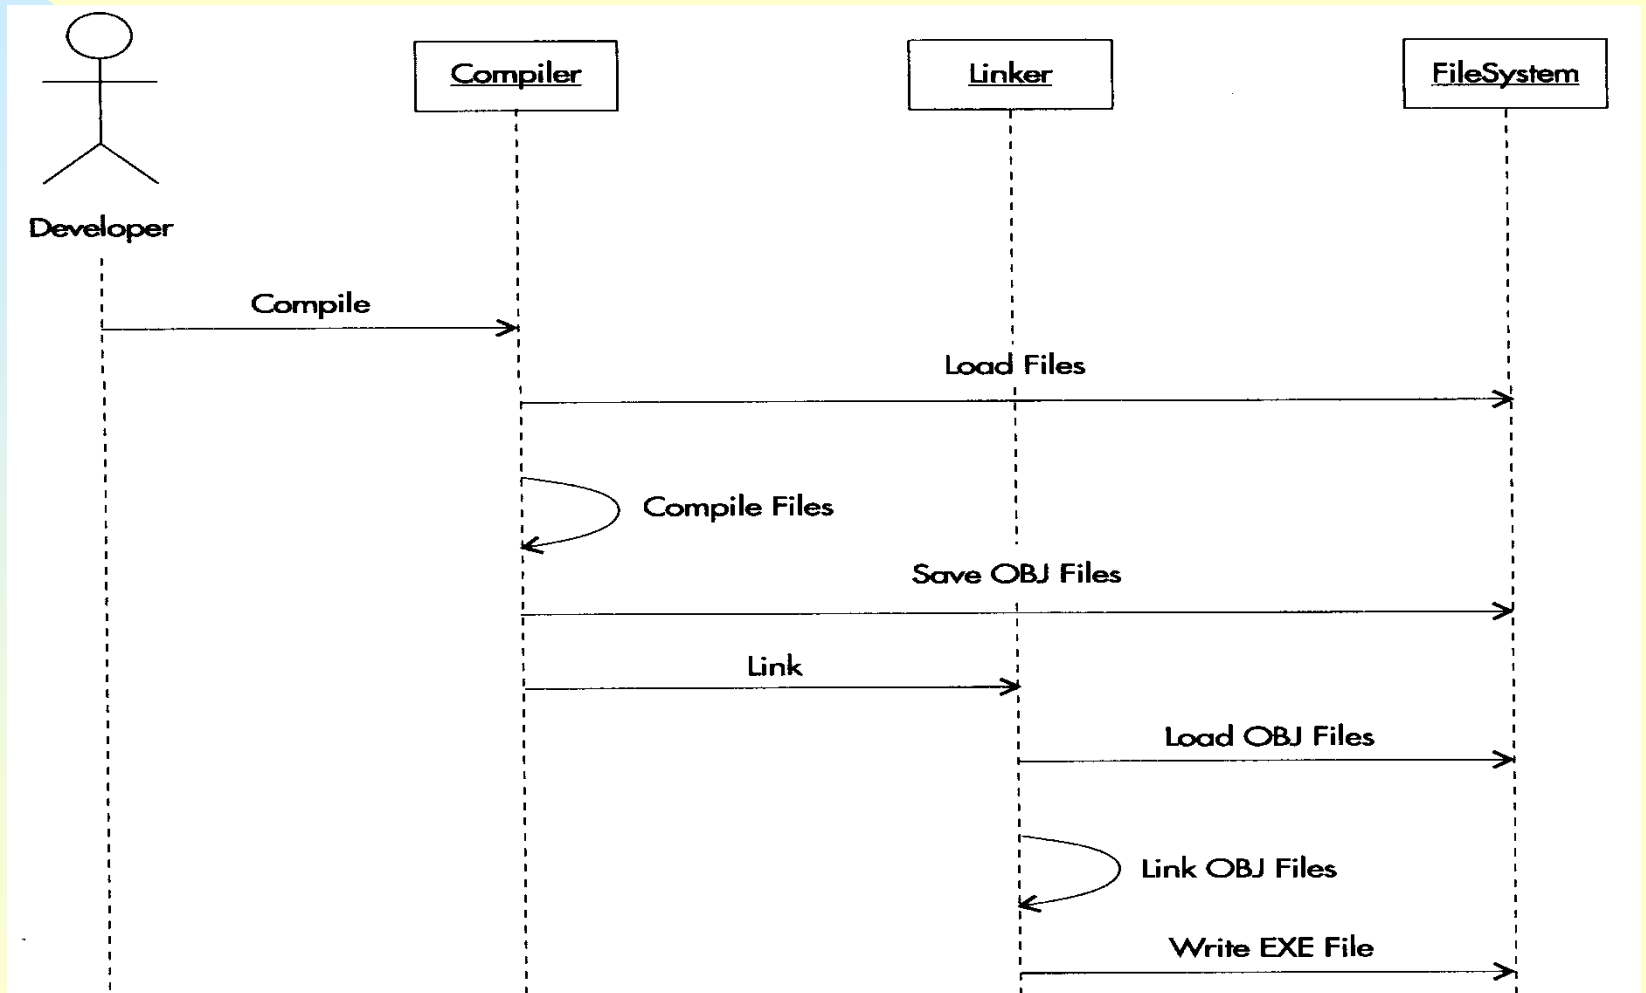 Compiler
Linker
FileSystem
Developer
Compile
Load Files
Compile Files
Save OBJ Files
Link
Load OBJ Files
Link OBJ Files
Write EXE File